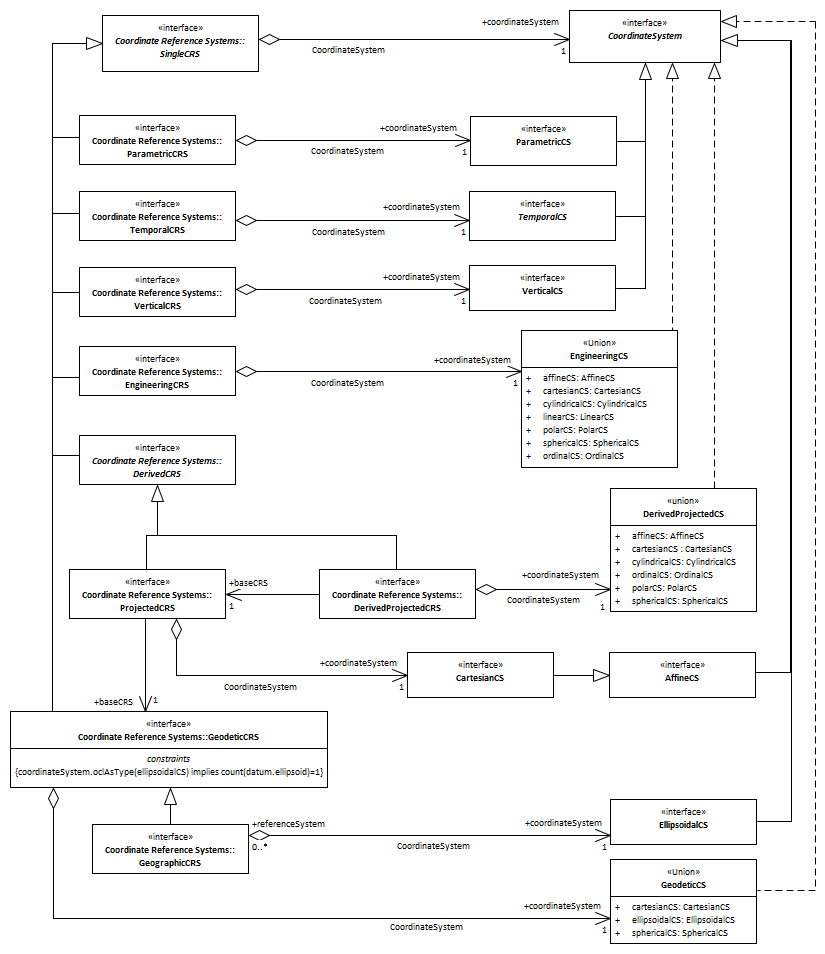 «interface»
Coordinate Reference Systems::
SingleCRS
+coordinateSystem
CoordinateSystem
1
«interface»
CoordinateSystem
«interface»
Coordinate Reference Systems::
ParametricCRS
+coordinateSystem
CoordinateSystem
1
«interface»
ParametricCS
«interface»
Coordinate Reference Systems::
TemporalCRS
+coordinateSystem
CoordinateSystem
1
«interface»
TemporalCS
«interface»
Coordinate Reference Systems::
VerticalCRS
+coordinateSystem
CoordinateSystem
1
«interface»
VerticalCS
«interface»
Coordinate Reference Systems::
EngineeringCRS
+coordinateSystem
CoordinateSystem
1
«Union»
EngineeringCS
+ affineCS: AffineCS
+ cartesianCS: CartesianCS
+ cylindricalCS: CylindricalCS
+ linearCS: LinearCS
+ polarCS: PolarCS
+ sphericalCS: SphericalCS
+ ordinalCS: OrdinalCS
«interface»
Coordinate Reference Systems::
DerivedCRS
«interface»
Coordinate Reference Systems::
ProjectedCRS
+baseCRS
1
«interface»
Coordinate Reference Systems::
DerivedProjectedCRS
+coordinateSystem
CoordinateSystem
1
«union»
DerivedProjectedCS
+ affineCS: AffineCS
+ cartesianCS : CartesianCS
+ cylindricalCS: CylindricalCS
+ ordinalCS: OrdinalCS
+ polarCS: PolarCS
+ sphericalCS: SphericalCS
+coordinateSystem
CoordinateSystem
1
«interface»
CartesianCS
«interface»
AffineCS
+baseCRS
1
«interface»
Coordinate Reference Systems::GeodeticCRS
constraints
{coordinateSystem.oclAsType(ellipsoidalCS) implies count(datum.ellipsoid)=1}
«interface»
Coordinate Reference Systems::
GeographicCRS
+referenceSystem
0..*
+coordinateSystem
CoordinateSystem
1
«interface»
EllipsoidalCS
+coordinateSystem
CoordinateSystem
1
«Union»
GeodeticCS
+ cartesianCS: CartesianCS
+ ellipsoidalCS: EllipsoidalCS
+ sphericalCS: SphericalCS